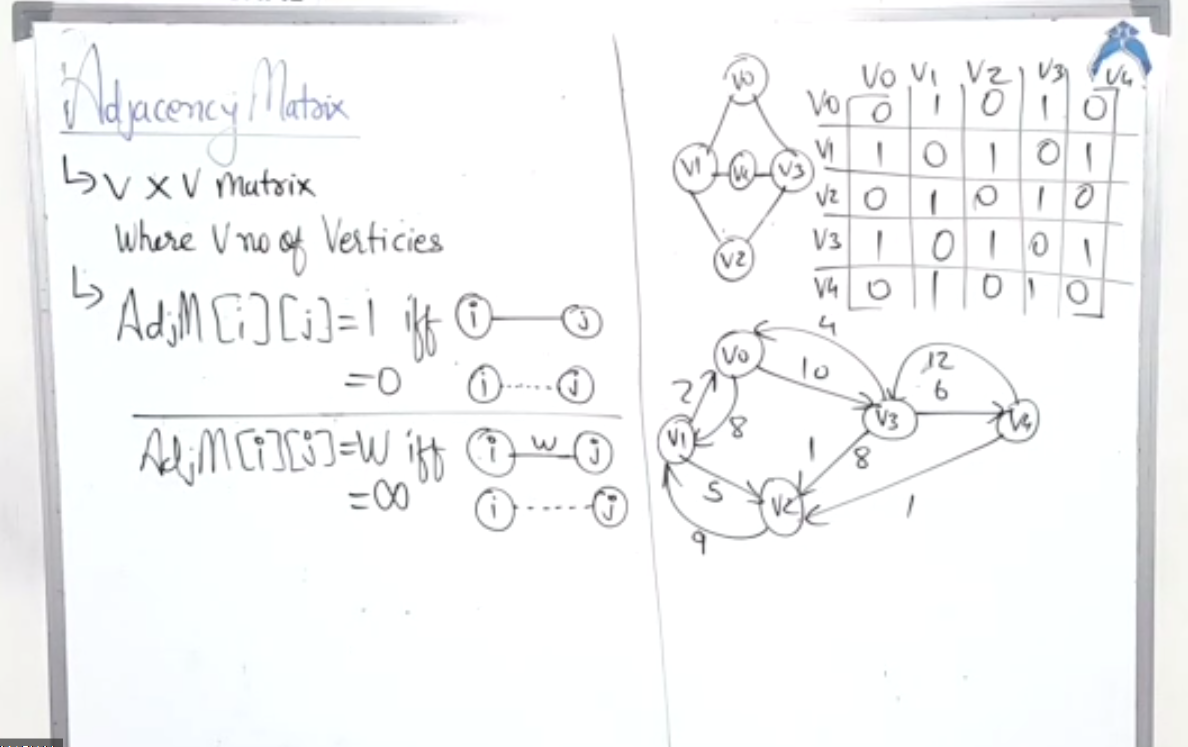 Adjacency Matrix
↳ V X V matrix
Where V no of Verticies
↳ AdjM[i][j]=1 iff i j
=0 i j
AdjM[i][j]=W iff i w j
=∞ i j
V0
V1 V4 V3
V2
V0 V1 V2 V3 V4
V0 0 1 0 1 0
V1 1 0 1 0 1
V2 0 1 0 1 0
V3 1 0 1 0 1
V4 0 1 0 1 0
4
V0 10 12
2 8 6
V1 V3 V4
1 8
5 V2 1
9